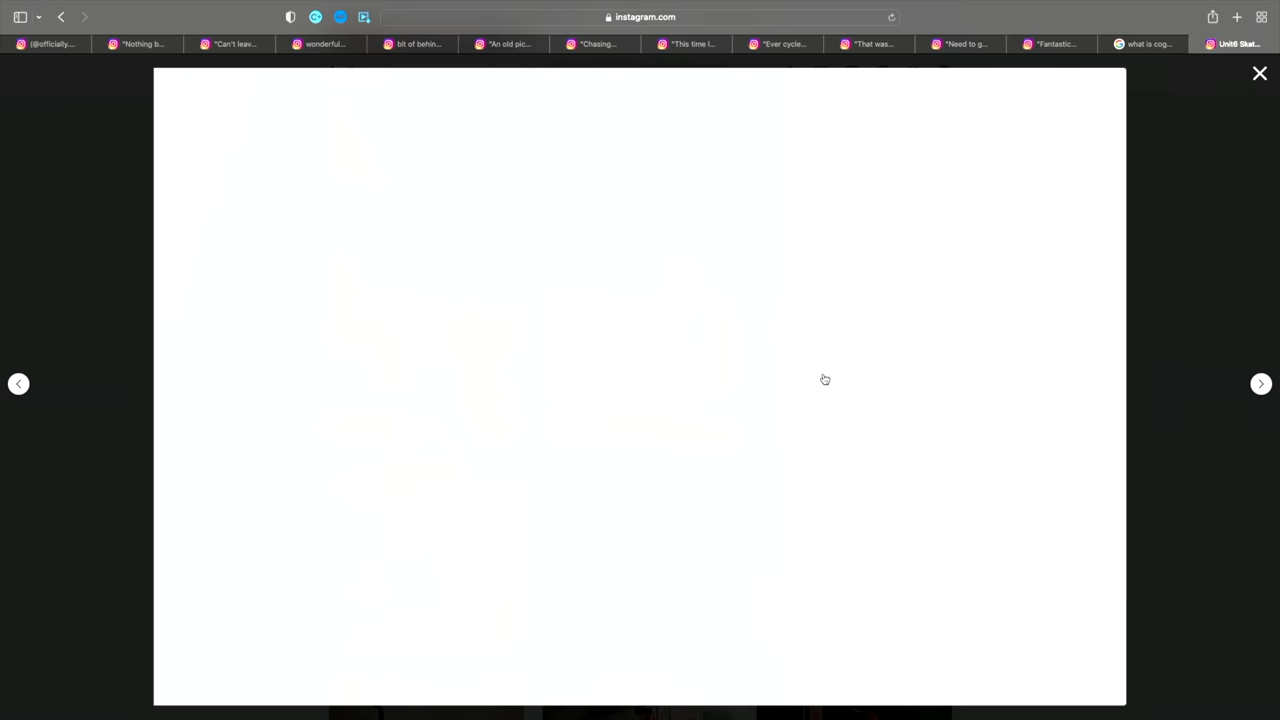 instagram.com
(@officially...
"Nothing b...
"Can't leav...
wonderful...
bit of behin...
"An old pic...
"Chasing...
"This time I...
"Ever cycle...
"That was...
"Need to g...
"Fantastic...
what is cog...
Unit6 Skat...